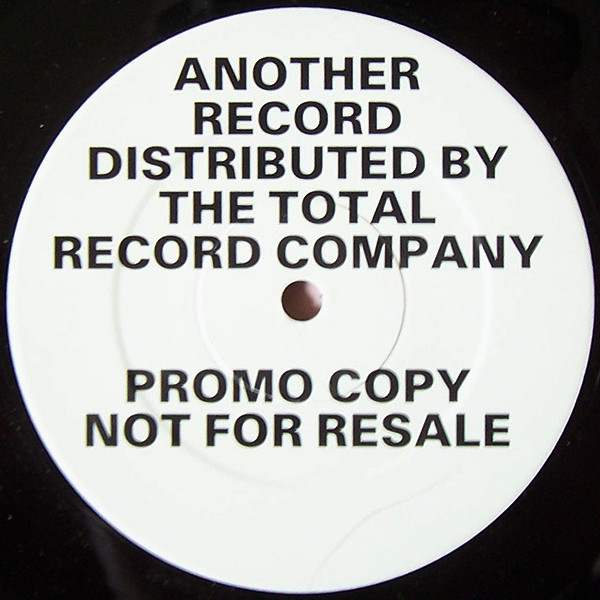 ANOTHER
RECORD
DISTRIBUTED BY
THE TOTAL
RECORD COMPANY
PROMO COPY
NOT FOR RESALE